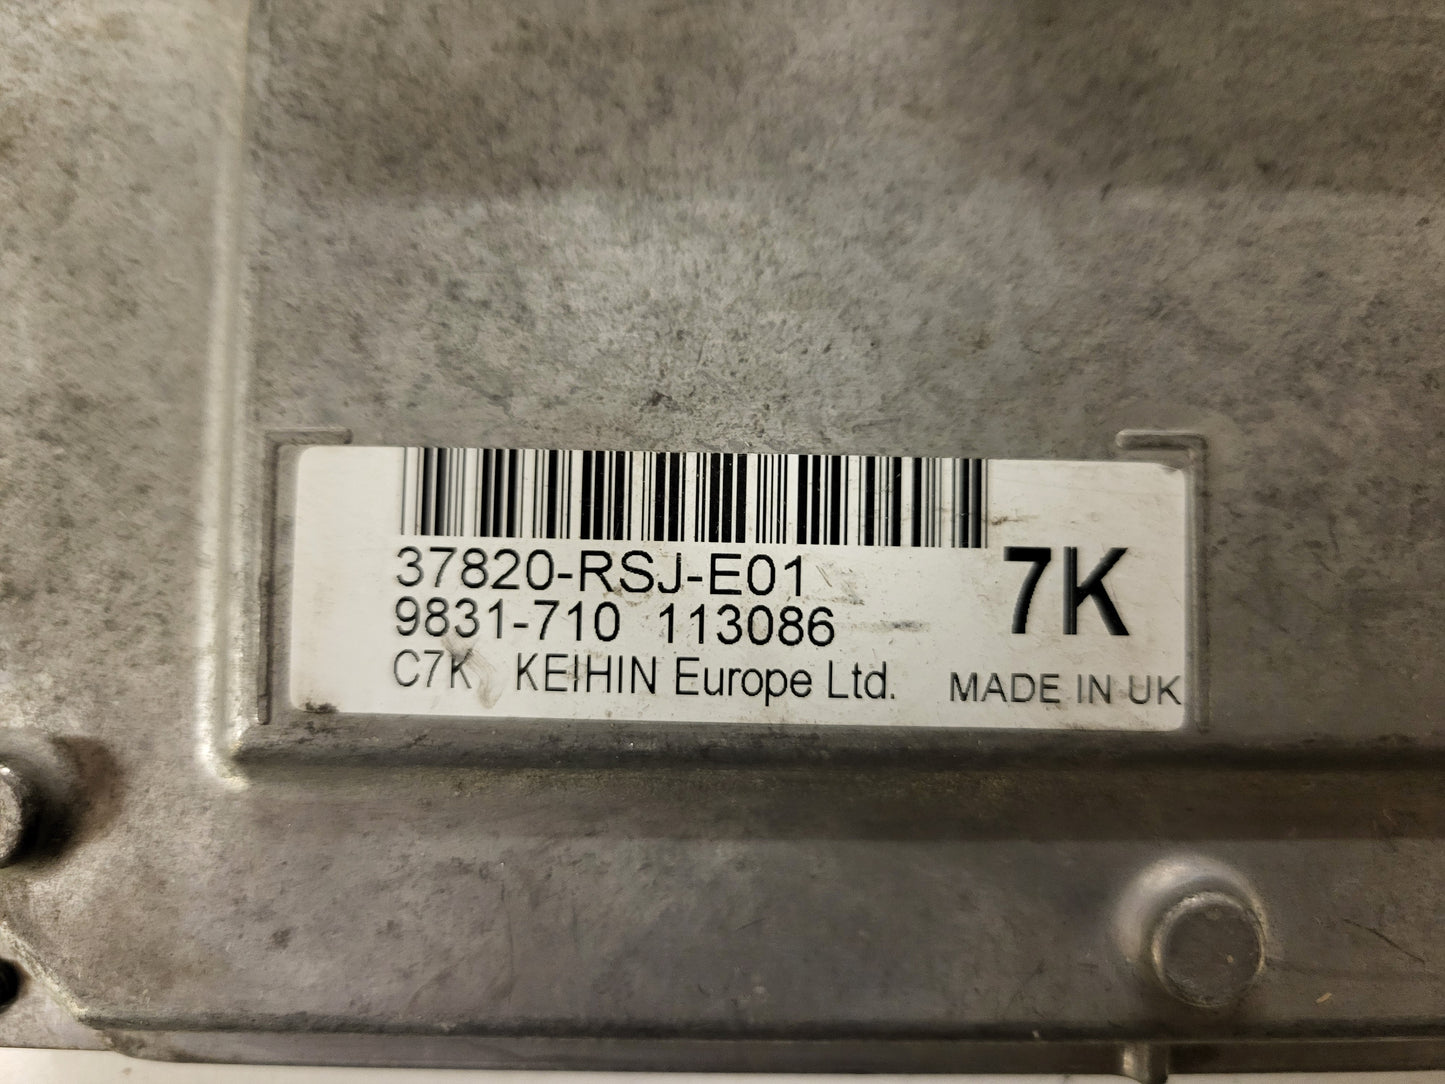 37820-RSJ-E01
9831-710 113086
7K
C7K KEIHIN Europe Ltd. MADE IN UK